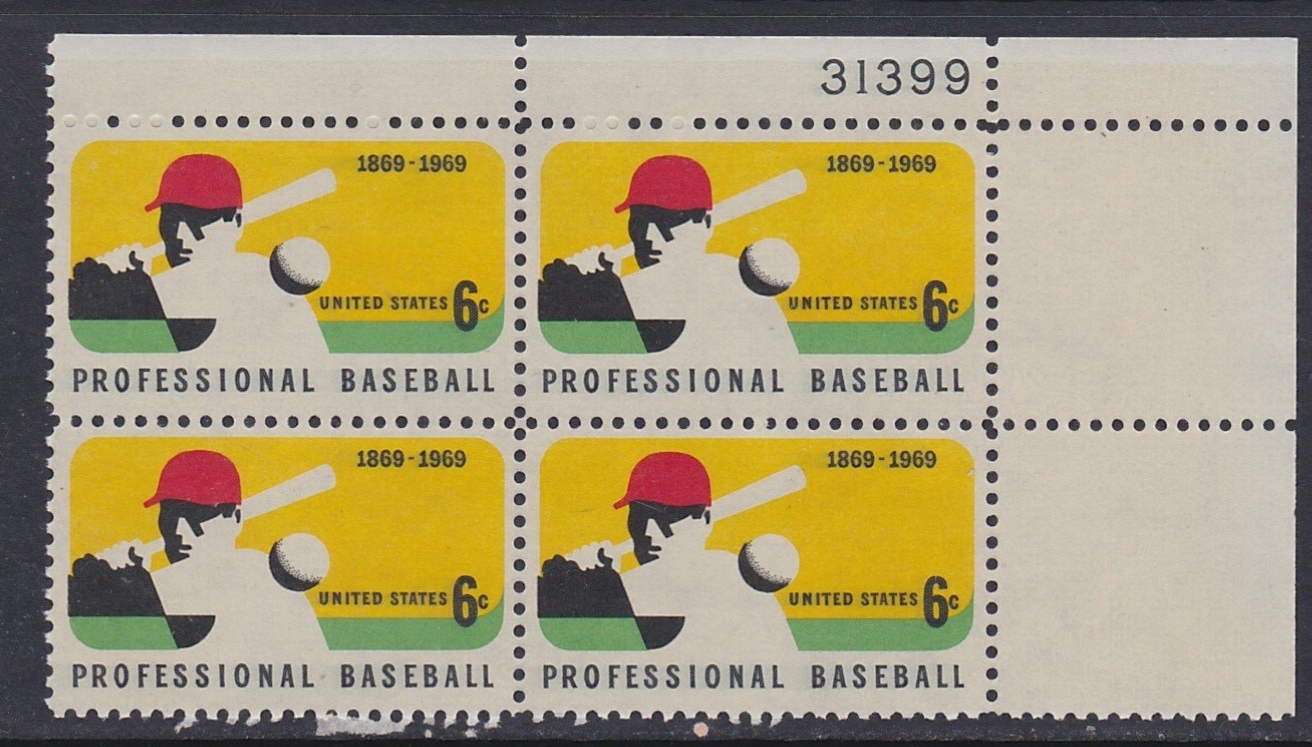 31399
1869-1969
UNITED STATES 6c
PROFESSIONAL BASEBALL
1869-1969
UNITED STATES 6c
PROFESSIONAL BASEBALL
1869-1969
UNITED STATES 6c
PROFESSIONAL BASEBALL
1869-1969
UNITED STATES 6c
PROFESSIONAL BASEBALL